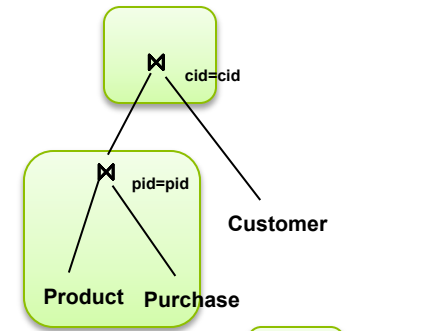 ⋈ cid=cid
⋈ pid=pid
Customer
Product Purchase